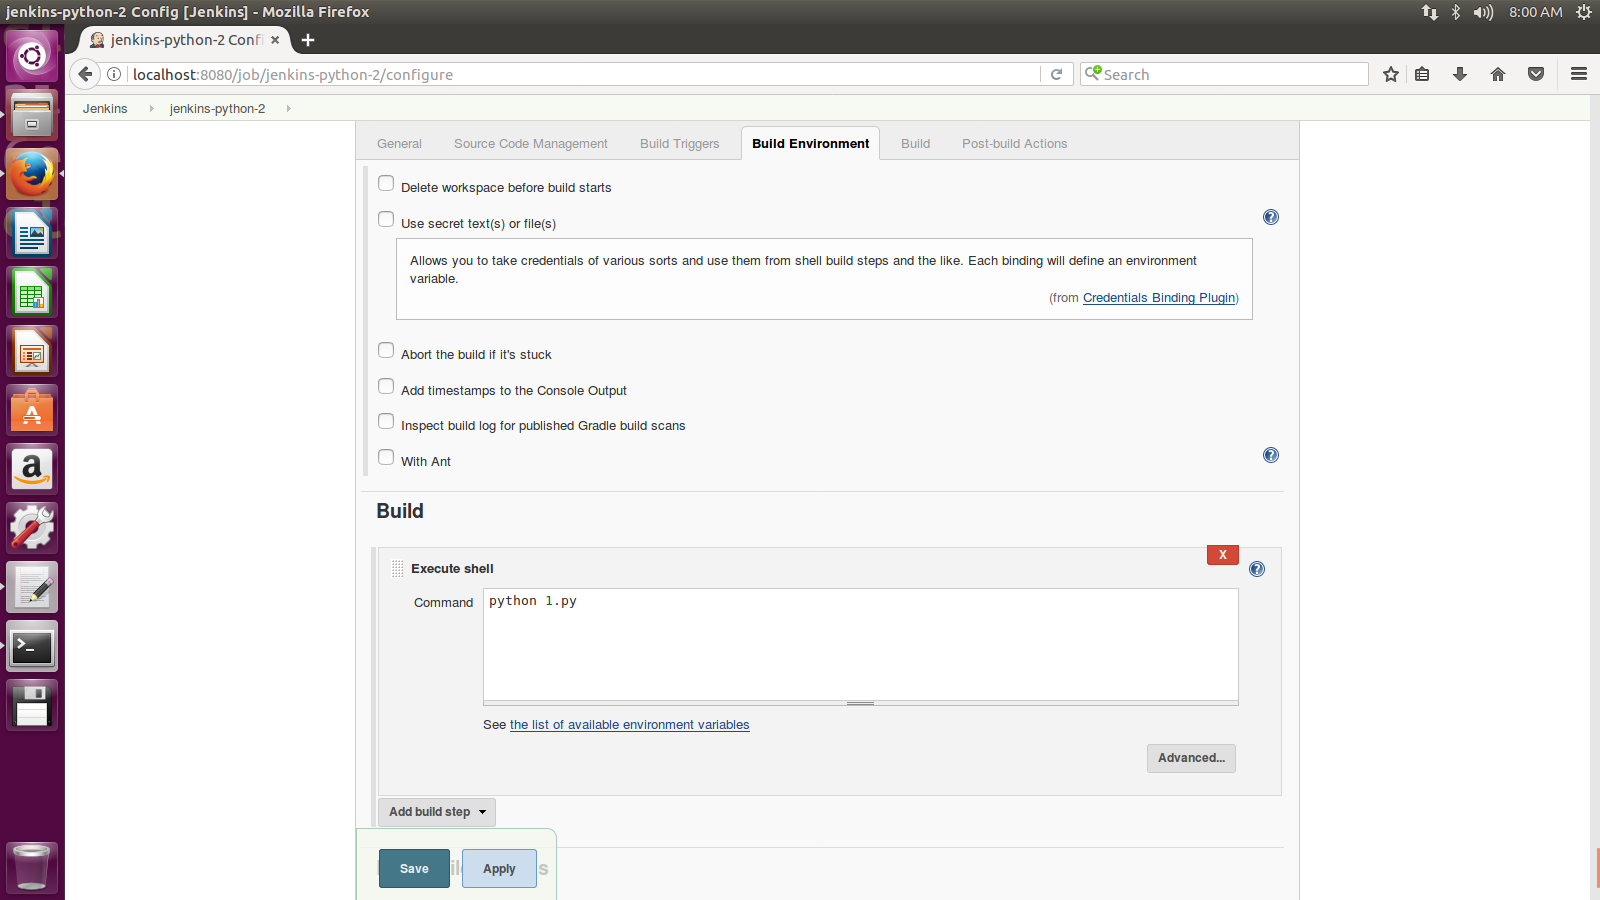 jenkins-python-2 Config [Jenkins] - Mozilla Firefox
8:00 AM
jenkins-python-2 Confi
localhost:8080/job/jenkins-python-2/configure
Search
Jenkins
jenkins-python-2
General
Source Code Management
Build Triggers
Build Environment
Build
Post-build Actions
Delete workspace before build starts
Use secret text(s) or file(s)
Allows you to take credentials of various sorts and use them from shell build steps and the like. Each binding will define an environment
variable.
(from Credentials Binding Plugin)
Abort the build if it's stuck
Add timestamps to the Console Output
Inspect build log for published Gradle build scans
With Ant
Build
X
Execute shell
Command
python 1.py
See the list of available environment variables
Advanced...
Add build step
Save
Apply